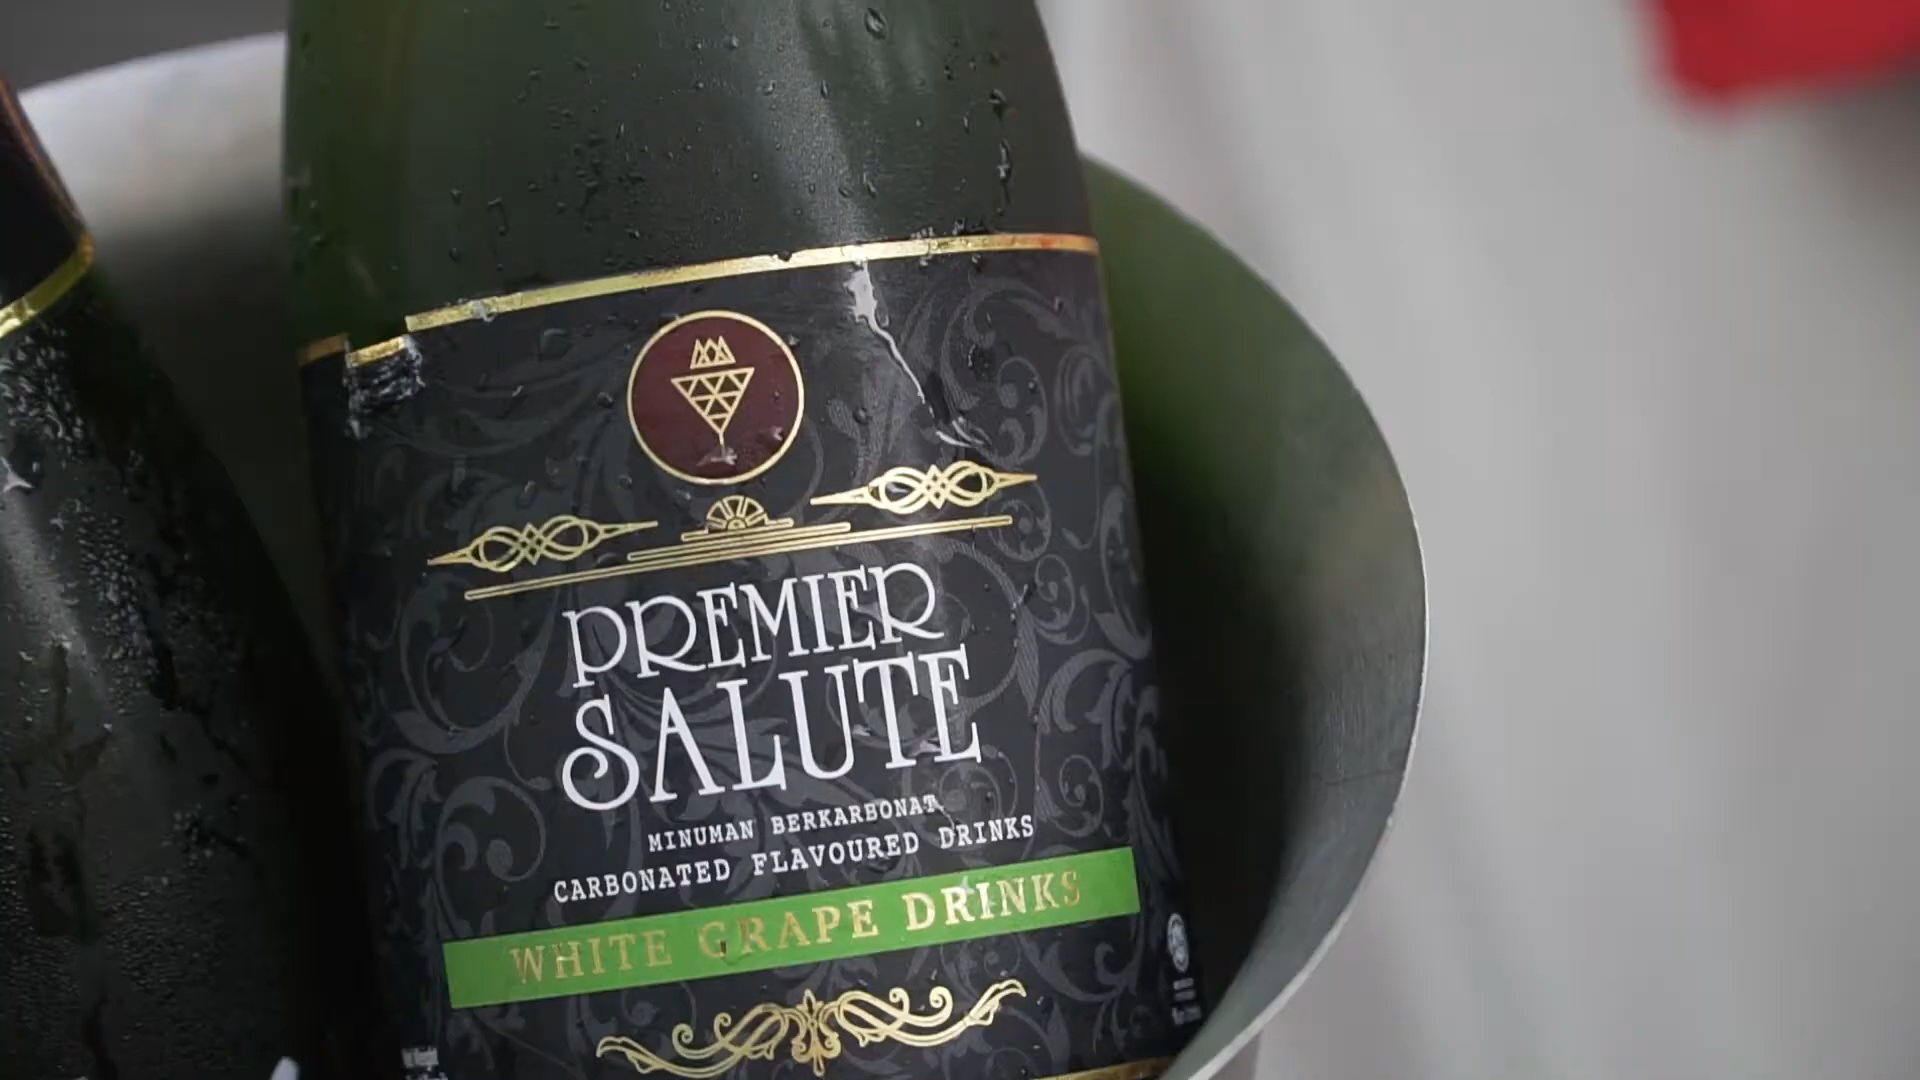 PREMIER
SALUTE
MINUMAN BERKARBONAT
CARBONATED FLAVOURED DRINKS
WHITE GRAPE DRINKS